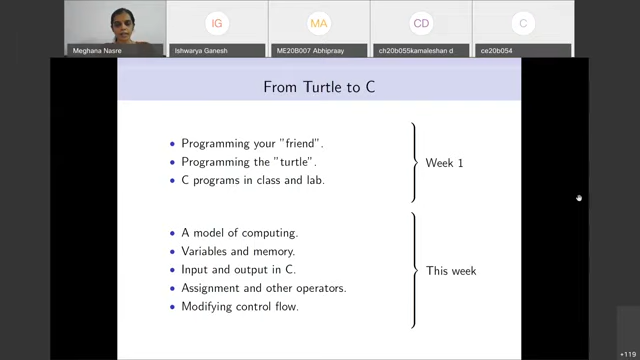 IG
MA
CD
C
Meghana Nasre
Ishwarya Ganesh
ME20B007 Abhipraay
ch20b055kamaleshan d
ce20b054
From Turtle to C
• Programming your "friend".
• Programming the "turtle".
• C programs in class and lab.
Week 1
• A model of computing.
• Variables and memory.
• Input and output in C.
• Assignment and other operators.
• Modifying control flow.
This week
+119